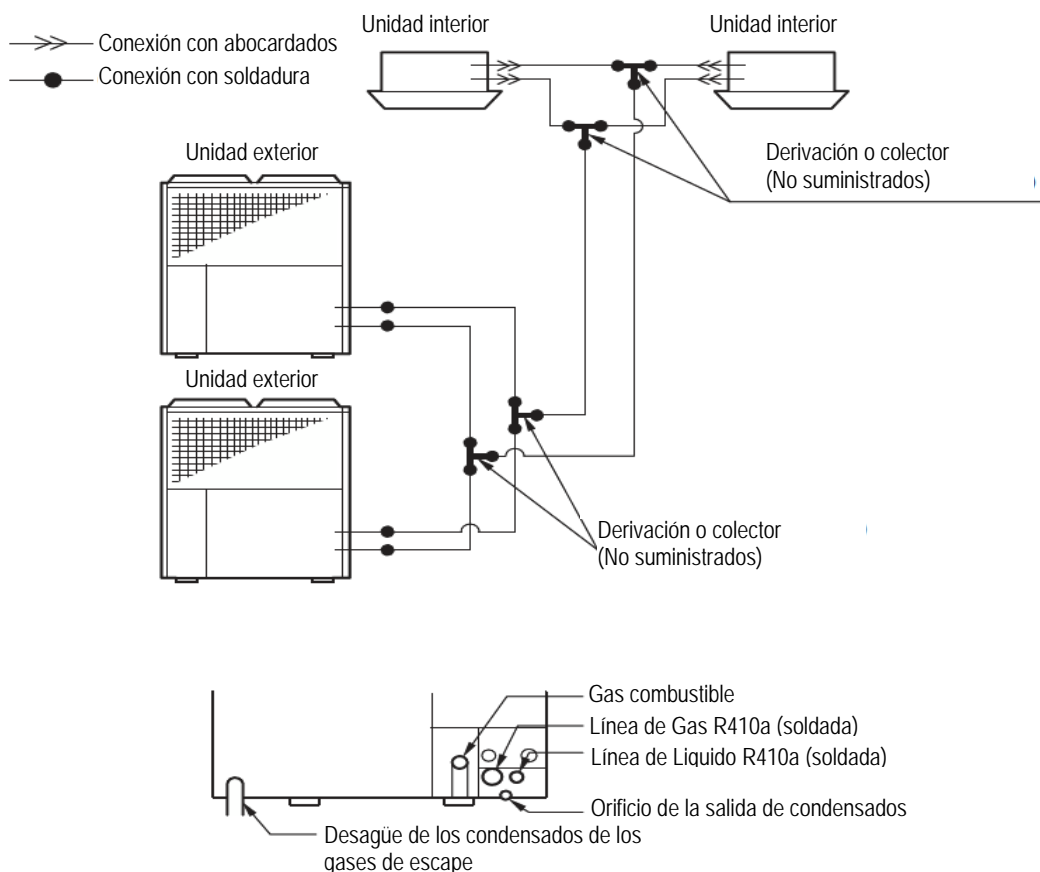 Unidad interior
Unidad interior
Conexión con abocardados
Conexión con soldadura
Unidad exterior
Derivación o colector
(No suministrados)
Unidad exterior
Derivación o colector
(No suministrados)
Gas combustible
Línea de Gas R410a (soldada)
Línea de Liquido R410a (soldada)
Orificio de la salida de condensados
Desagüe de los condensados de los
gases de escape